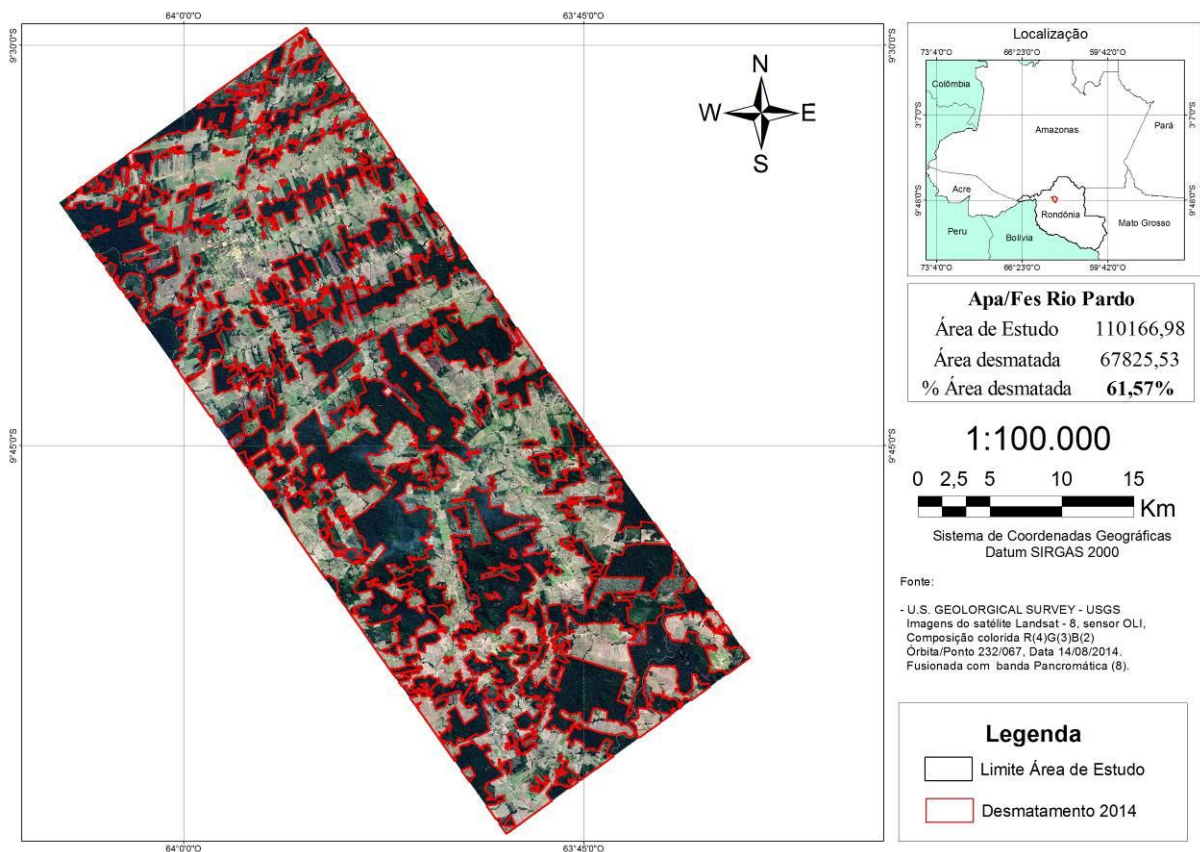 64°0'0"O
63°45'0"O
9°30'0"S
9°30'0"S
N
W
E
S
9°45'0"S
9°45'0"S
64°0'0"O
63°45'0"O
Localização
73°4'0"O
66°23'0"O
59°42'0"O
Colômbia
3°7'0"S
3°7'0"S
Amazonas
Pará
9°48'0"S
9°48'0"S
Acre
Rondônia
Mato Grosso
Peru
Bolívia
73°4'0"O
66°23'0"O
59°42'0"O
Apa/Fes Rio Pardo
Área de Estudo 110166,98
Área desmatada 67825,53
% Área desmatada 61,57%
1:100.000
0 2,5 5 10 15
Km
Sistema de Coordenadas Geográficas
Datum SIRGAS 2000
Fonte:
- U.S. GEOLORGICAL SURVEY - USGS
Imagens do satélite Landsat - 8, sensor OLI,
Composição colorida R(4)G(3)B(2)
Órbita/Ponto 232/067, Data 14/08/2014.
Fusionada com banda Pancromática (8).
Legenda
Limite Área de Estudo
Desmatamento 2014